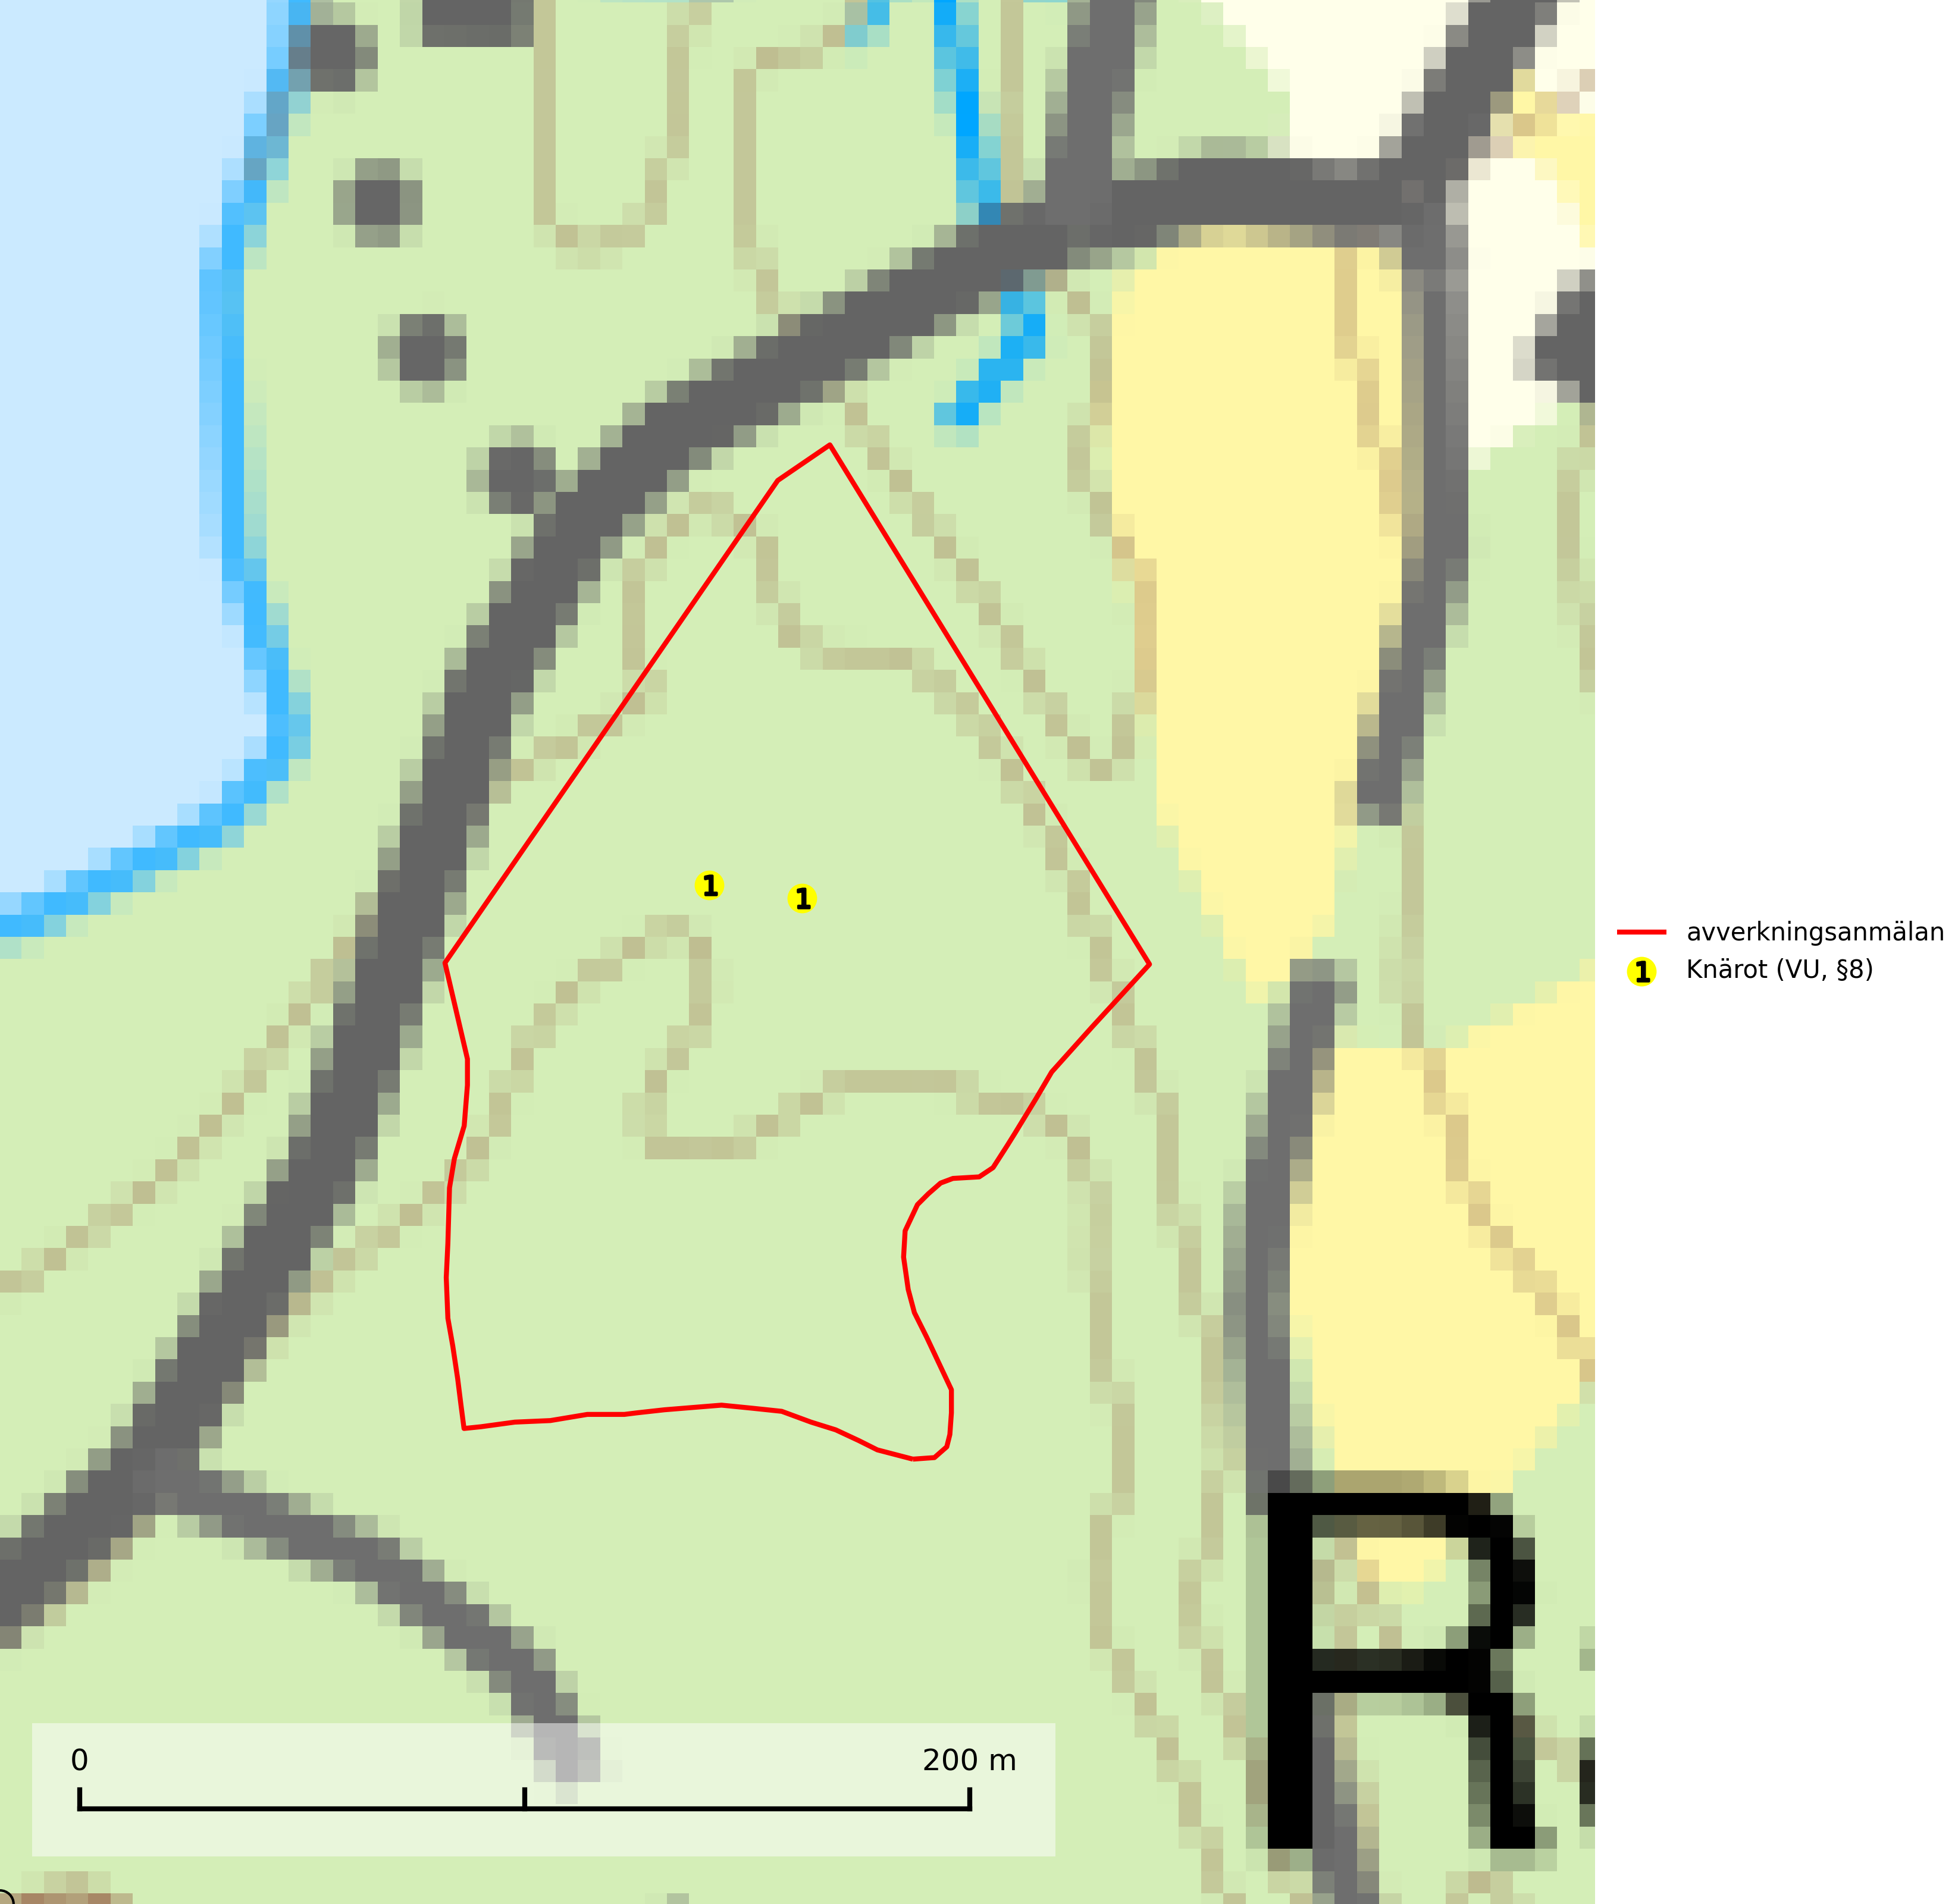 1 1
avverkningsanmälan
1 Knärot (VU, §8)
R
0 200 m